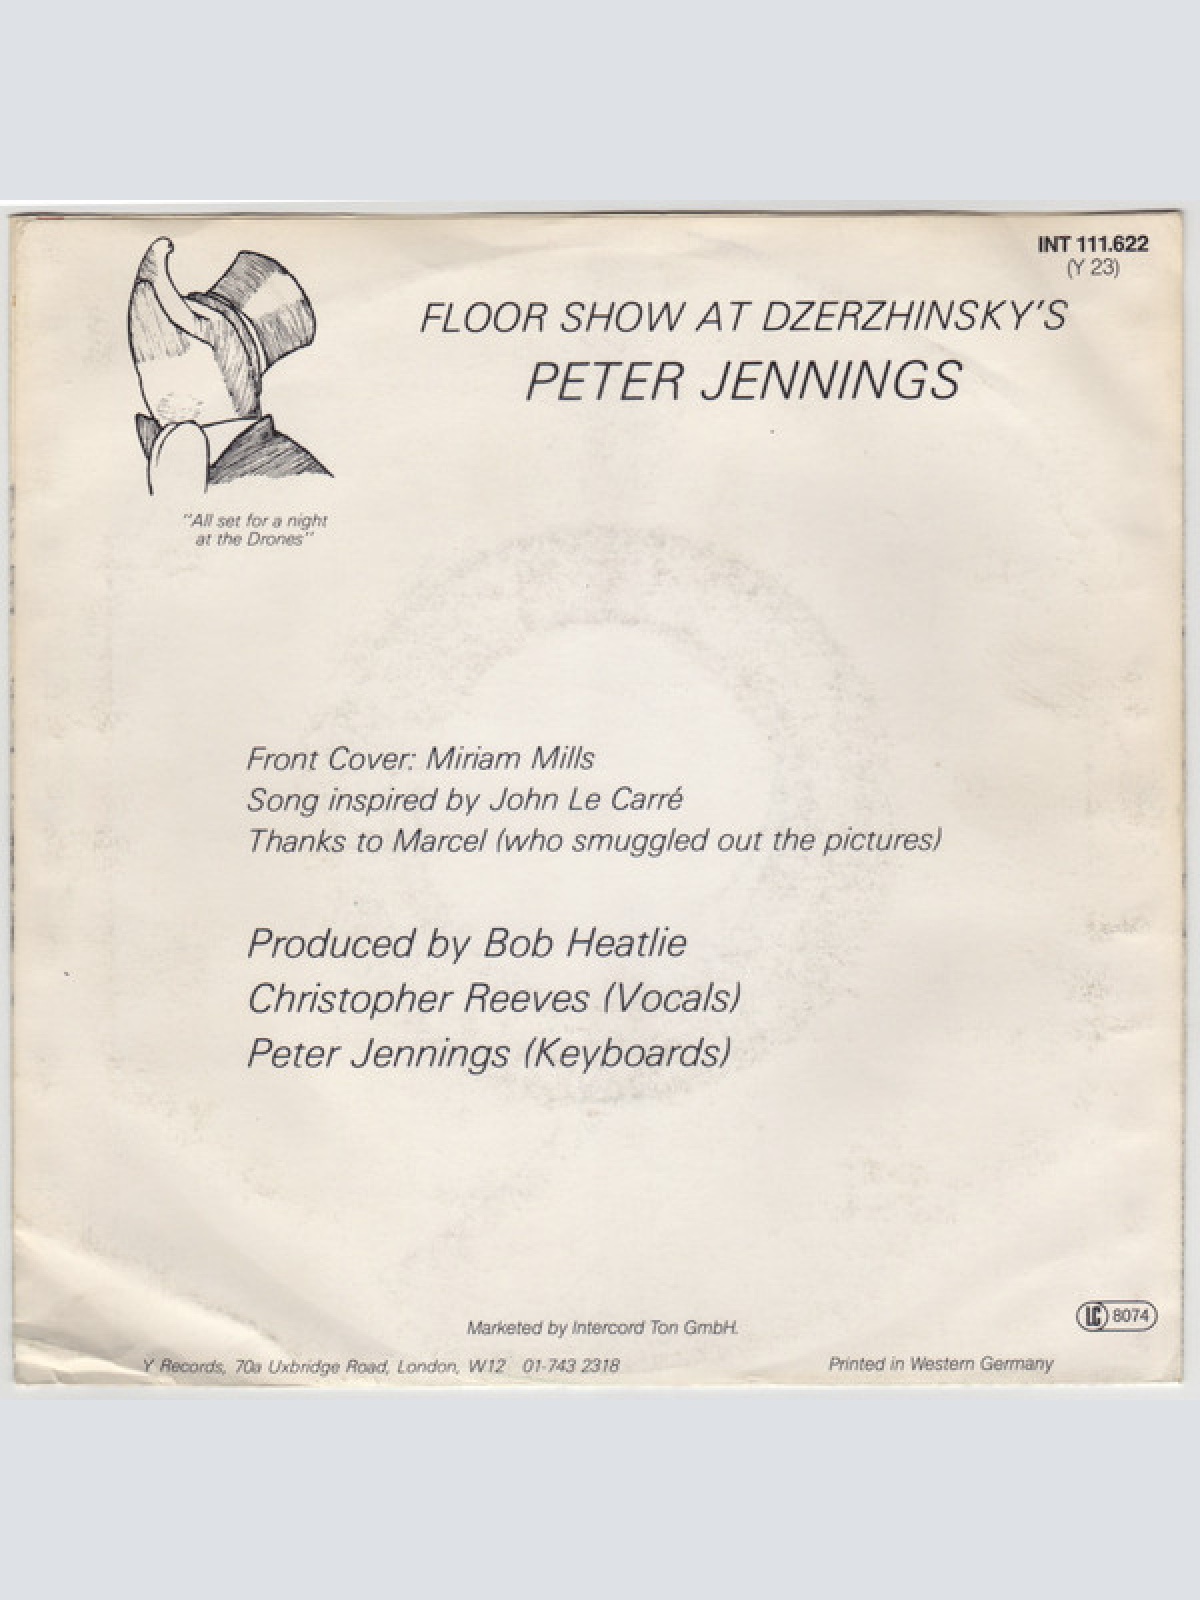 INT 111.622
(Y 23)
FLOOR SHOW AT DZERZHINSKY'S
PETER JENNINGS
"All set for a night
at the Drones"
Front Cover: Miriam Mills
Song inspired by John Le Carré
Thanks to Marcel (who smuggled out the pictures)
Produced by Bob Heatlie
Christopher Reeves (Vocals)
Peter Jennings (Keyboards)
LC 8074
Marketed by Intercord Ton GmbH.
Y Records, 70a Uxbridge Road, London, W12 01-743 2318
Printed in Western Germany